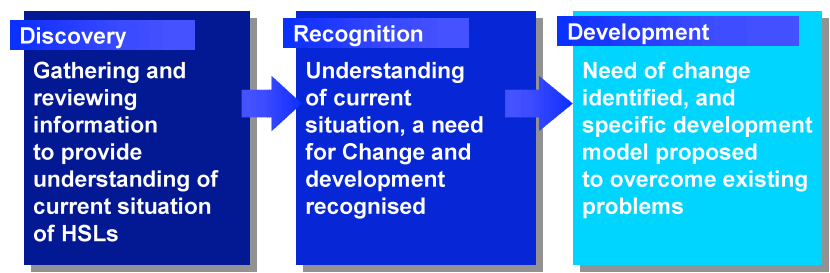 Discovery
Gathering and
reviewing
information
to provide
understanding of
current situation
of HSLs
Recognition
Understanding
of current
situation, a need
for Change and
development
recognised
Development
Need of change
identified, and
specific development
model proposed
to overcome existing
problems